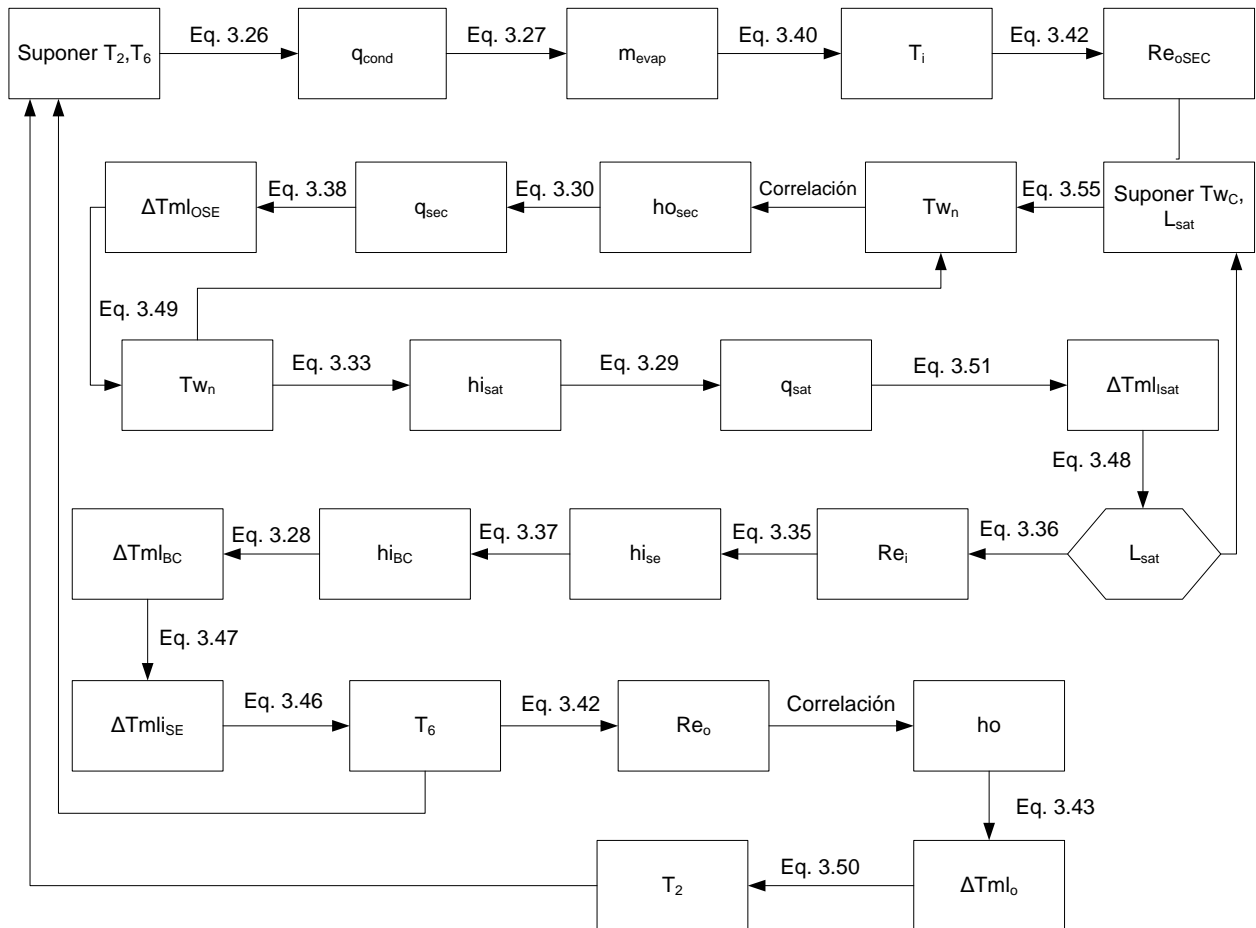 Suponer T2,T6
Eq. 3.26
qcond
Eq. 3.27
mevap
Eq. 3.40
Ti
Eq. 3.42
ReoSEC
ΔTmlOSE
Eq. 3.38
qsec
Eq. 3.30
hosec
Correlación
Twn
Eq. 3.55
Suponer TwC,
Lsat
Eq. 3.49
Twn
Eq. 3.33
hisat
Eq. 3.29
qsat
Eq. 3.51
ΔTmlIsat
Eq. 3.48
ΔTmlBC
Eq. 3.28
hiBC
Eq. 3.37
hise
Eq. 3.35
Rei
Eq. 3.36
Lsat
Eq. 3.47
ΔTmliSE
Eq. 3.46
T6
Eq. 3.42
Reo
Correlación
ho
Eq. 3.43
T2
Eq. 3.50
ΔTmlo